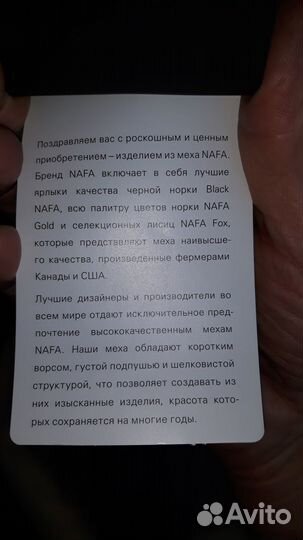 Поздравляем вас с роскошным и ценным
приобретением – изделием из меха NAFA.
Бренд NAFA включает в себя лучшие
ярлыки качества черной норки Black
NAFA, всю палитру цветов норки NAFA
Gold и селекционных лисиц NAFA Fox,
которые представляют меха наивысше-
го качества, произведенные фермерами
Канады и США.
Лучшие дизайнеры и производители во
всем мире отдают исключительное пред-
почтение высококачественным мехам
NAFA. Наши меха обладают коротким
ворсом, густой подпушью и шелковистой
структурой, что позволяет создавать из
них изысканные изделия, красота кото-
рых сохраняется на многие годы.
Avito